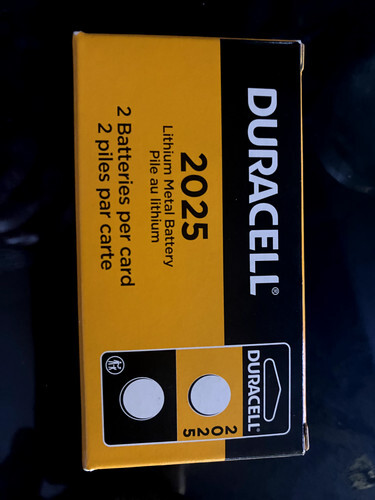 DURACELL®
2025
Lithium Metal Battery
Pile au lithium
2 Batteries per card
2 piles par carte
DURACELL
2025